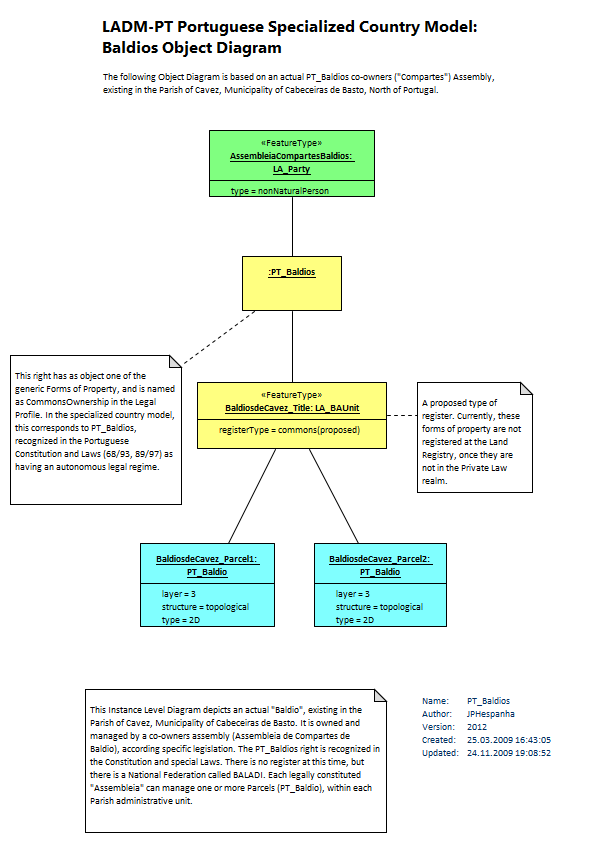 LADM-PT Portuguese Specialized Country Model:
Baldios Object Diagram
The following Object Diagram is based on an actual PT_Baldios co-owners ("Compartes") Assembly,
existing in the Parish of Cavez, Municipality of Cabeceiras de Basto, North of Portugal.
«FeatureType»
AssembleiaCompartesBaldios:
LA_Party
type = nonNaturalPerson
:PT_Baldios
This right has as object one of the
generic Forms of Property, and is named
as CommonsOwnership in the Legal
Profile. In the specialized country model,
this corresponds to PT_Baldios,
recognized in the Portuguese
Constitution and Laws (68/93, 89/97) as
having an autonomous legal regime.
«FeatureType»
BaldiosdeCavez_Title: LA_BAUnit
registerType = commons(proposed)
A proposed type of
register. Currently, these
forms of property are not
registered at the Land
Registry, once they are
not in the Private Law
realm.
BaldiosdeCavez_Parcel1:
PT_Baldio
layer = 3
structure = topological
type = 2D
BaldiosdeCavez_Parcel2:
PT_Baldio
layer = 3
structure = topological
type = 2D
This Instance Level Diagram depicts an actual "Baldio", existing in the
Parish of Cavez, Municipality of Cabeceiras de Basto. It is owned and
managed by a co-owners assembly (Assembleia de Compartes de
Baldio), according specific legislation. The PT_Baldios right is recognized in
the Constitution and special Laws. There is no register at this time, but
there is a National Federation called BALADI. Each legally constituted
"Assembleia" can manage one or more Parcels (PT_Baldio), within each
Parish administrative unit.
Name: PT_Baldios
Author: JPHespanha
Version: 2012
Created: 25.03.2009 16:43:05
Updated: 24.11.2009 19:08:52